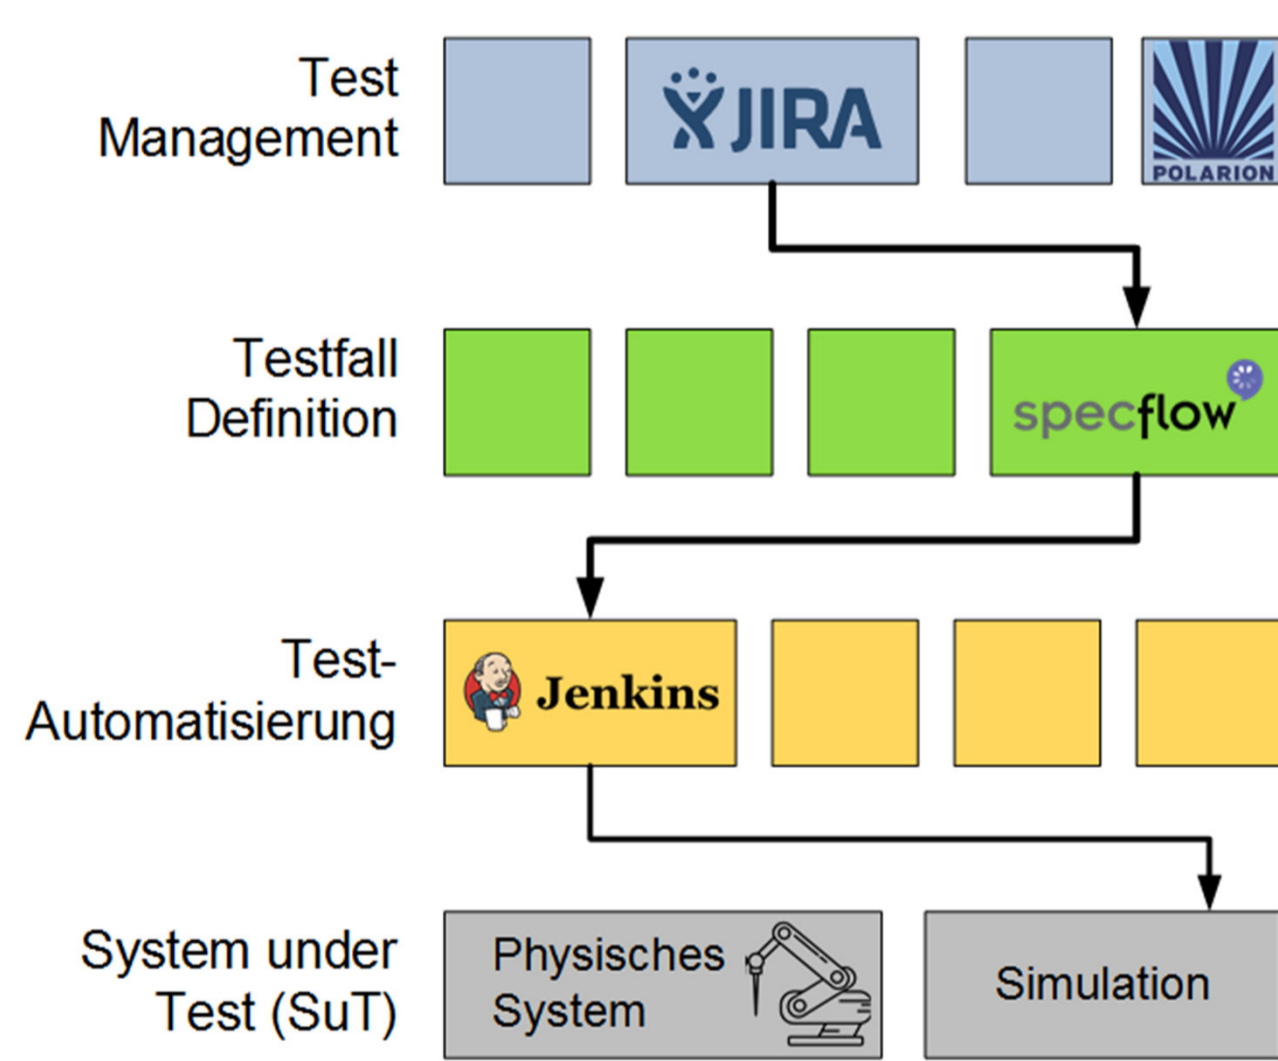 Test
Management
JIRA
POLARION
Testfall
Definition
specflow
Test-
Automatisierung
Jenkins
System under
Test (SuT)
Physisches
System
Simulation